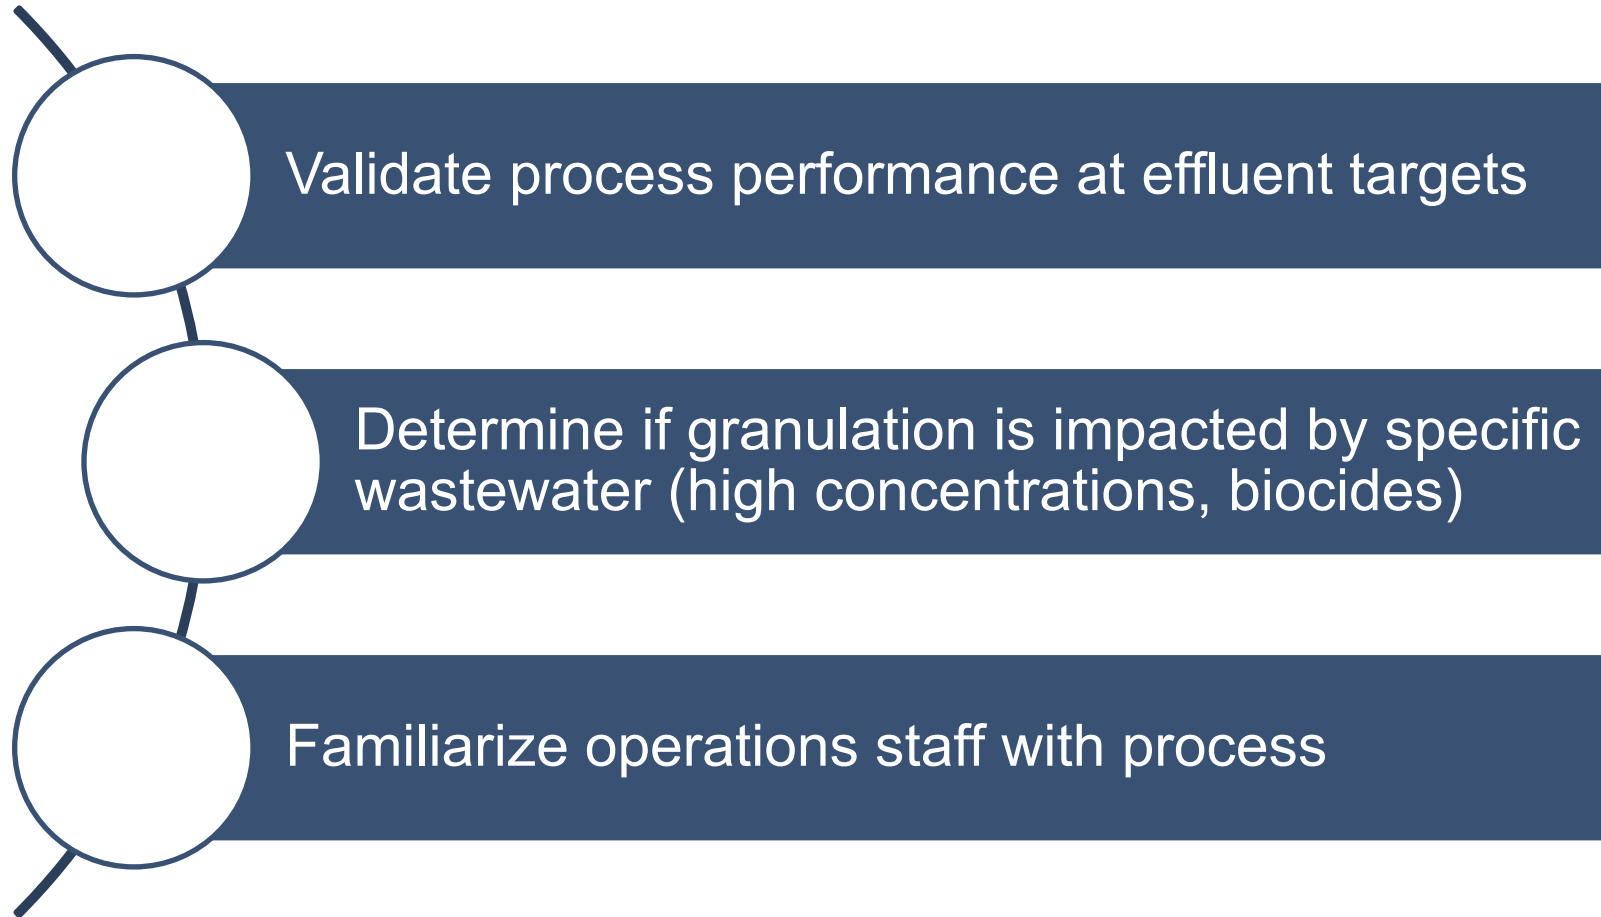 Validate process performance at effluent targets
Determine if granulation is impacted by specific
wastewater (high concentrations, biocides)
Familiarize operations staff with process